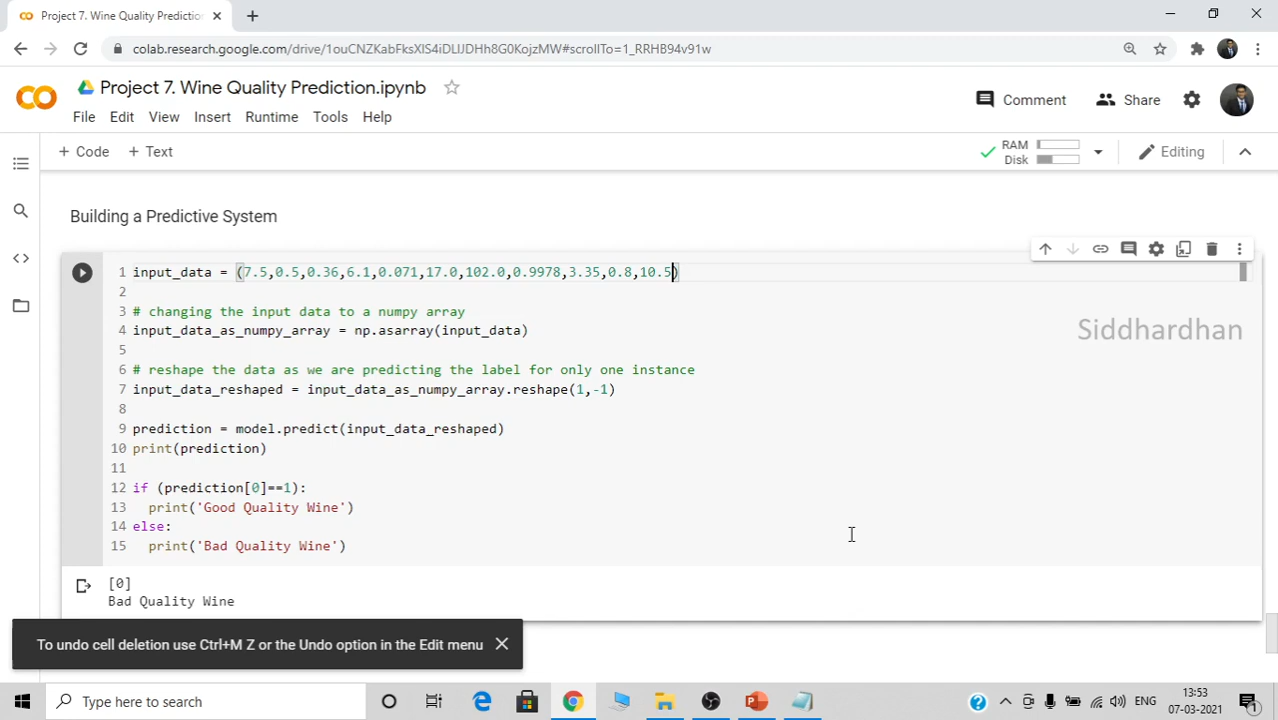 Project 7. Wine Quality Predictio
colab.research.google.com/drive/1ouCNZKabFksXlS4iDLlJDHh8G0KojzMW#scrollTo=1_RRHB94v91w
Project 7. Wine Quality Prediction.ipynb
Comment
Share
File Edit View Insert Runtime Tools Help
+ Code + Text
RAM
Disk
Editing
Building a Predictive System
1 input_data = (7.5,0.5,0.36,6.1,0.071,17.0,102.0,0.9978,3.35,0.8,10.5)
2
3 # changing the input data to a numpy array
4 input_data_as_numpy_array = np.asarray(input_data)
5
6 # reshape the data as we are predicting the label for only one instance
7 input_data_reshaped = input_data_as_numpy_array.reshape(1,-1)
8
9 prediction = model.predict(input_data_reshaped)
10 print(prediction)
11
12 if (prediction[0]==1):
13 print('Good Quality Wine')
14 else:
15 print('Bad Quality Wine')
Siddhardhan
[0]
Bad Quality Wine
To undo cell deletion use Ctrl+M Z or the Undo option in the Edit menu
Type here to search
ENG
13:53
07-03-2021
1